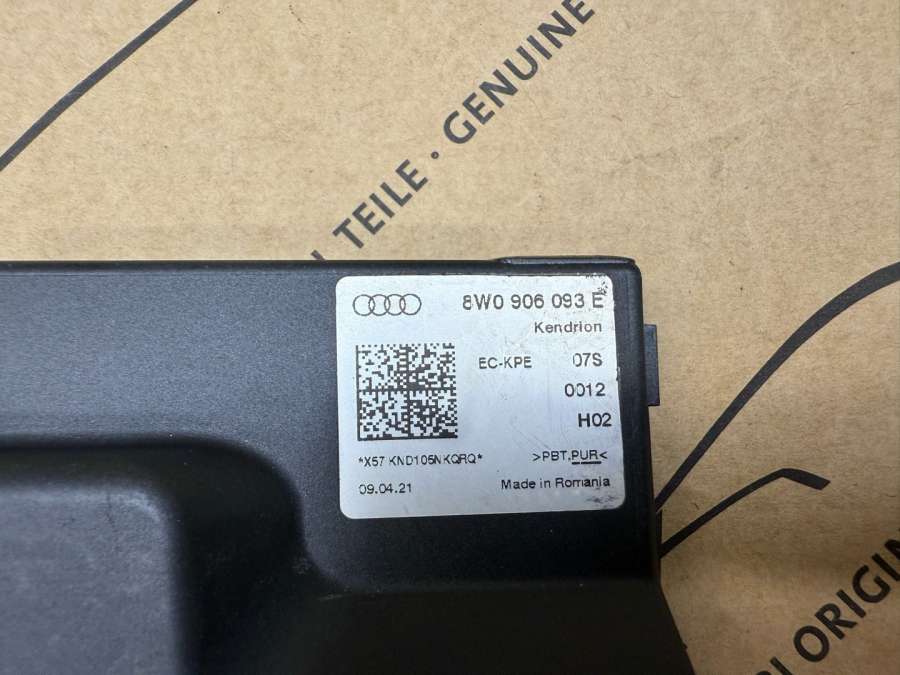 TEILE · GENUINE
8W0 906 093 E
Kendrion
EC-KPE 07S
0012
H02
*X57 KND105NKQRQ*
>PBT.PUR<
09.04.21
Made in Romania